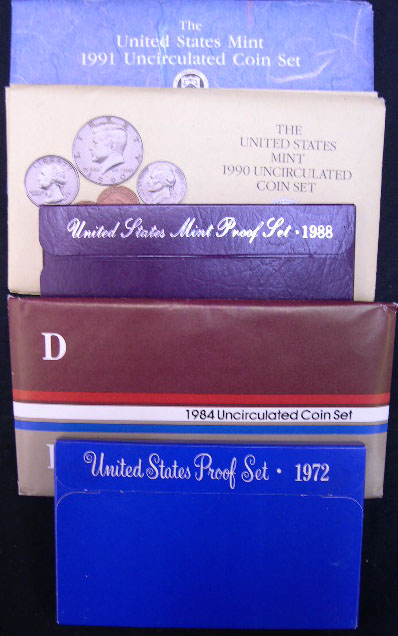 The
United States Mint
1991 Uncirculated Coin Set
THE
UNITED STATES
MINT
1990 UNCIRCULATED
COIN SET
United States Mint Proof Set · 1988
D
1984 Uncirculated Coin Set
United States Proof Set · 1972